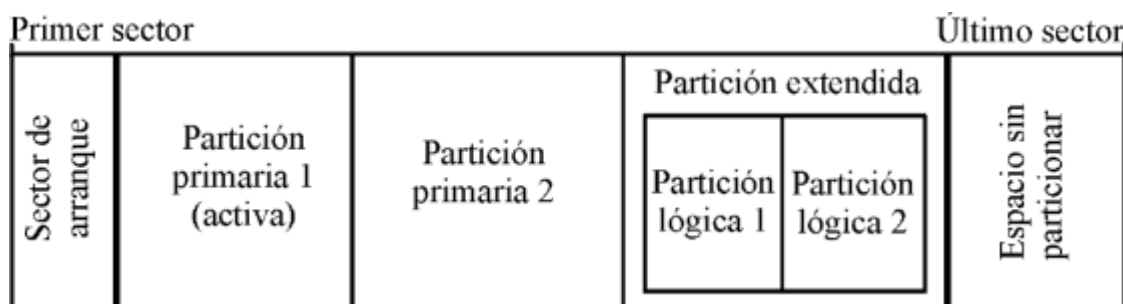 Primer sector
Último sector
Sector de
arranque
Partición
primaria 1
(activa)
Partición
primaria 2
Partición extendida
Partición
lógica 1
Partición
lógica 2
Espacio sin
particionar